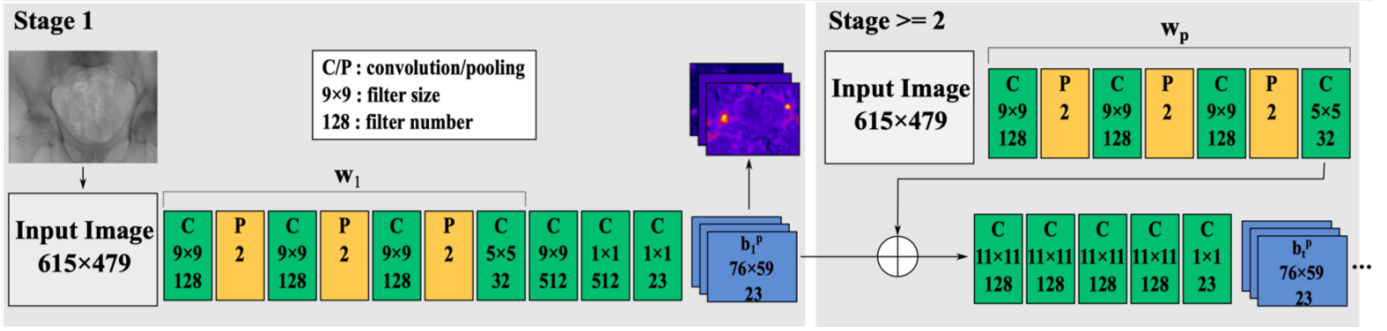 Stage 1
C/P : convolution/pooling
9×9 : filter size
128 : filter number
w1
Input Image
615×479
C
9×9
128
P
2
C
9×9
128
P
2
C
9×9
128
P
2
C
5×5
32
C
9×9
512
C
1×1
512
C
1×1
23
b1p
76×59
23
Stage >= 2
wp
Input Image
615×479
C
9×9
128
P
2
C
9×9
128
P
2
C
9×9
128
P
2
C
5×5
32
C
11×11
128
C
11×11
128
C
11×11
128
C
11×11
128
C
1×1
23
btp
76×59
23
...